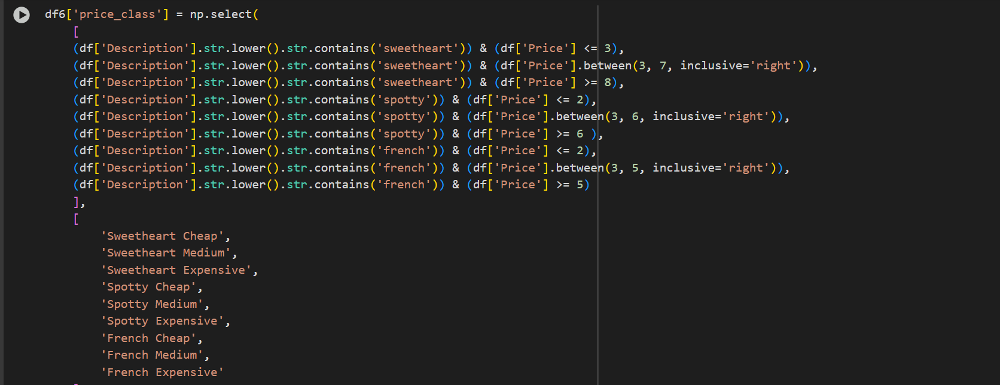 df6['price_class'] = np.select(
[
(df['Description'].str.lower().str.contains('sweetheart')) & (df['Price'] <= 3),
(df['Description'].str.lower().str.contains('sweetheart')) & (df['Price'].between(3, 7, inclusive='right')),
(df['Description'].str.lower().str.contains('sweetheart')) & (df['Price'] >= 8),
(df['Description'].str.lower().str.contains('spotty')) & (df['Price'] <= 2),
(df['Description'].str.lower().str.contains('spotty')) & (df['Price'].between(3, 6, inclusive='right')),
(df['Description'].str.lower().str.contains('spotty')) & (df['Price'] >= 6 ),
(df['Description'].str.lower().str.contains('french')) & (df['Price'] <= 2),
(df['Description'].str.lower().str.contains('french')) & (df['Price'].between(3, 5, inclusive='right')),
(df['Description'].str.lower().str.contains('french')) & (df['Price'] >= 5)
],
[
'Sweetheart Cheap',
'Sweetheart Medium',
'Sweetheart Expensive',
'Spotty Cheap',
'Spotty Medium',
'Spotty Expensive',
'French Cheap',
'French Medium',
'French Expensive'